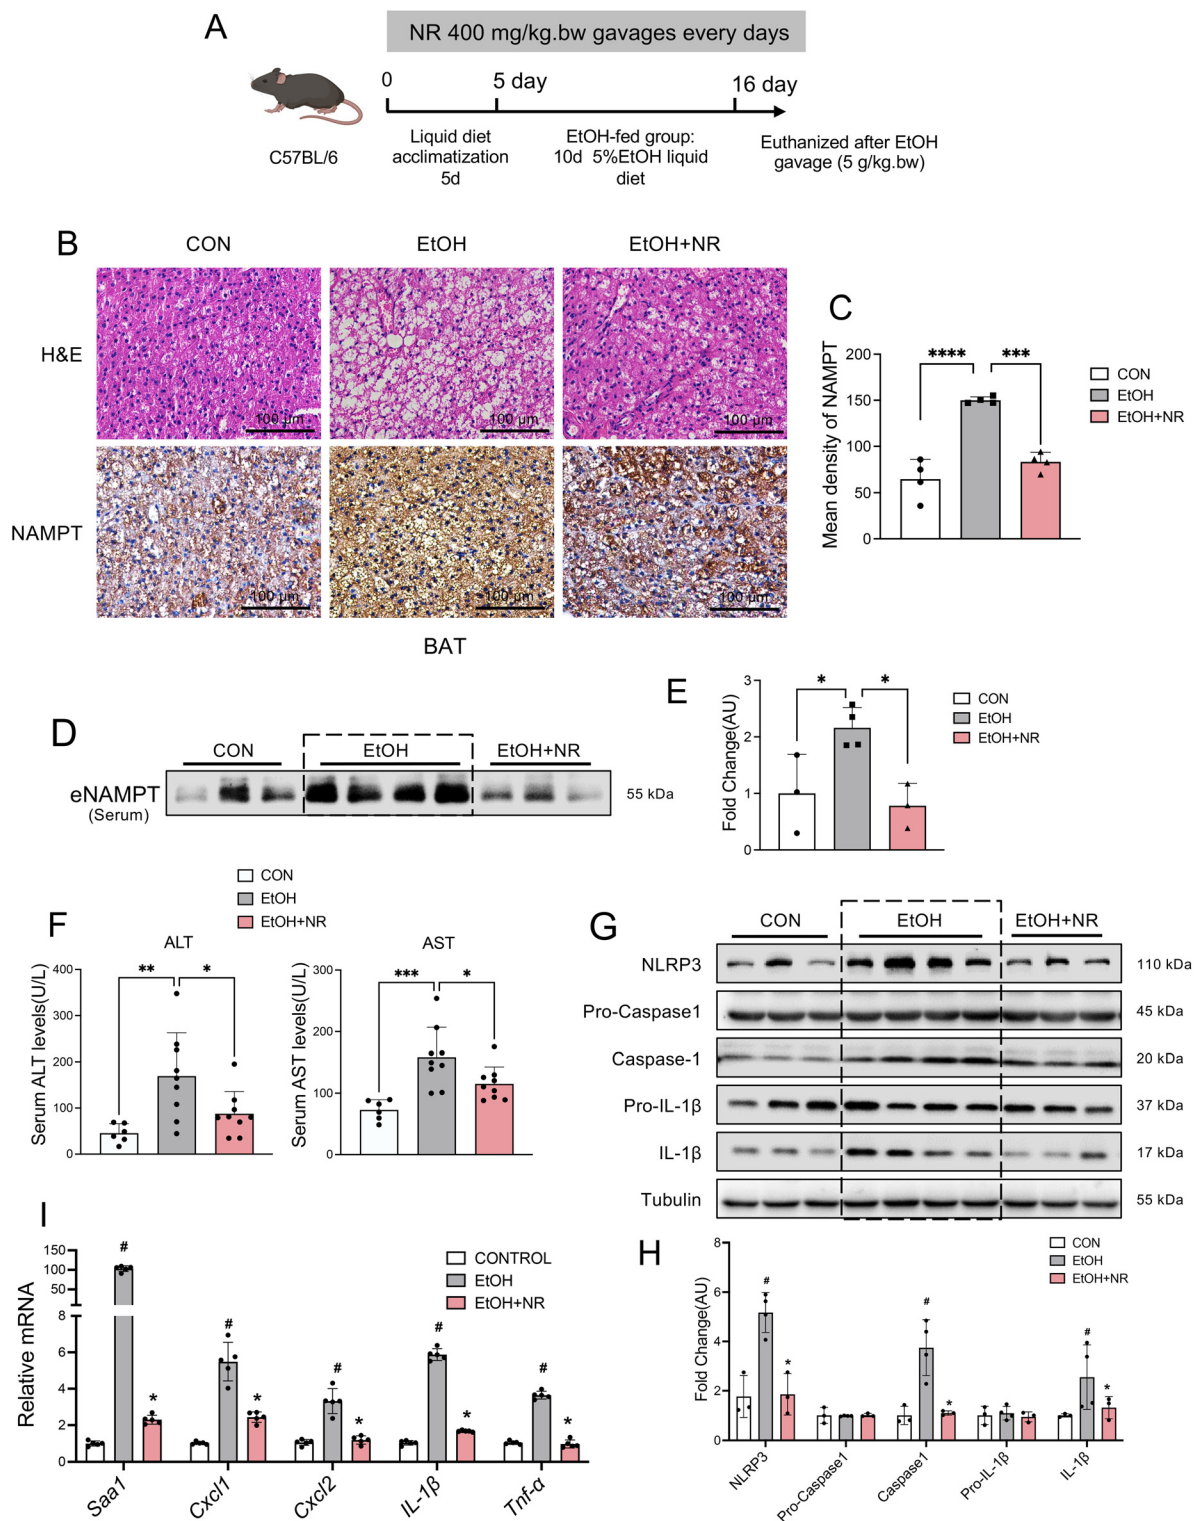 A
NR 400 mg/kg.bw gavages every days
0
5 day
16 day
C57BL/6
Liquid diet
acclimatization
5d
EtOH-fed group:
10d 5%EtOH liquid
diet
Euthanized after EtOH
gavage (5 g/kg.bw)
B
CON
EtOH
EtOH+NR
H&E
100 μm
100 μm
100 μm
NAMPT
100 μm
100 μm
100 μm
BAT
C
Mean density of NAMPT
200
150
100
50
0
****
***
CON
EtOH
EtOH+NR
D
CON
EtOH
EtOH+NR
eNAMPT
(Serum)
55 kDa
E
Fold Change(AU)
3
2
1
0
*
*
CON
EtOH
EtOH+NR
F
CON
EtOH
EtOH+NR
ALT
Serum ALT levels(U/L)
400
300
200
100
0
**
*
AST
Serum AST levels(U/L)
300
200
100
0
***
*
G
CON
EtOH
EtOH+NR
NLRP3
110 kDa
Pro-Caspase1
45 kDa
Caspase-1
20 kDa
Pro-IL-1β
37 kDa
IL-1β
17 kDa
Tubulin
55 kDa
I
Relative mRNA
150
100
50
8
6
4
2
0
#
*
#
*
#
*
#
*
#
*
CONTROL
EtOH
EtOH+NR
Saa1
Cxcl1
Cxcl2
IL-1β
Tnf-α
H
Fold Change(AU)
8
6
4
2
0
#
*
#
*
#
*
CON
EtOH
EtOH+NR
NLRP3
Pro-Caspase1
Caspase1
Pro-IL-1β
IL-1β